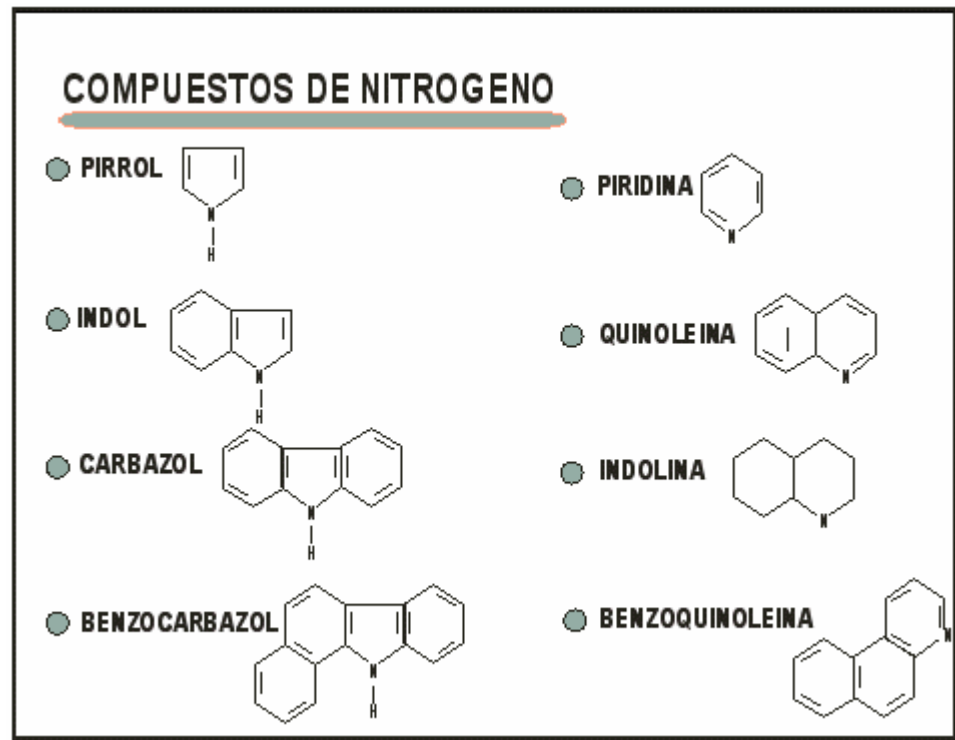 COMPUESTOS DE NITROGENO
PIRROL
N
H
PIRIDINA
N
INDOL
N
H
QUINOLEINA
N
CARBAZOL
N
H
INDOLINA
N
BENZOCARBAZOL
N
H
BENZOQUINOLEINA
N